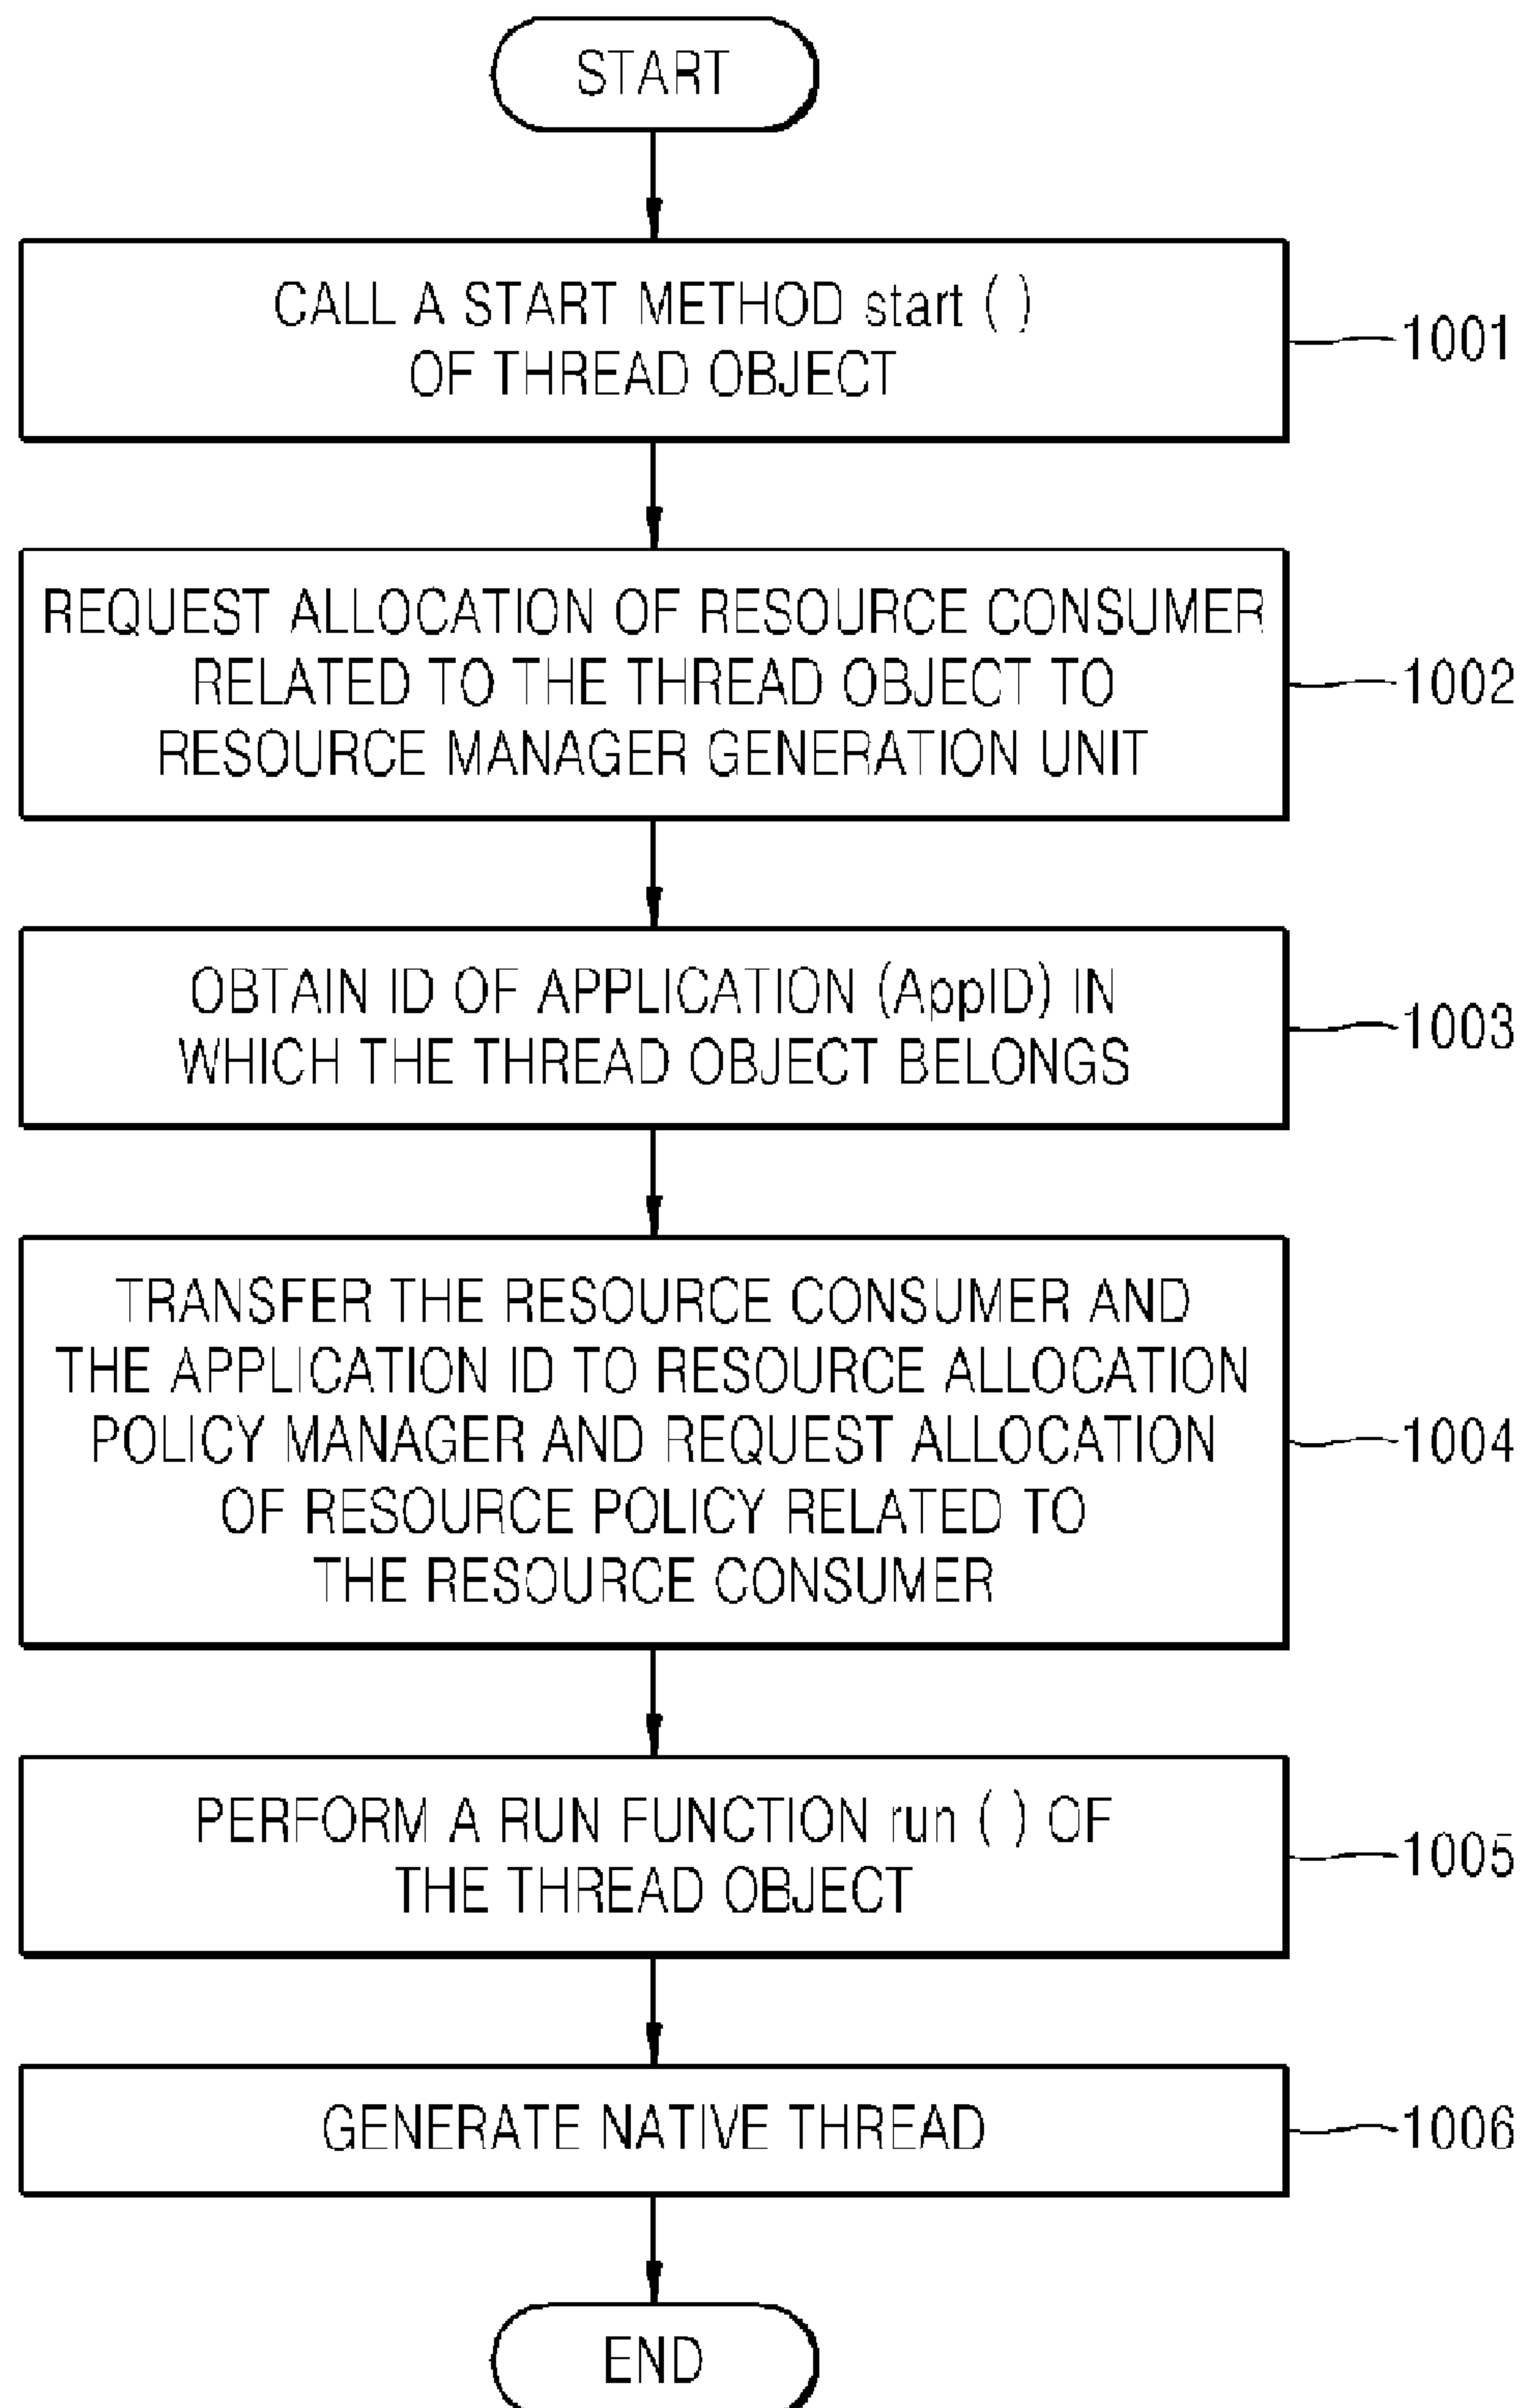 START
CALL A START METHOD start ( )
OF THREAD OBJECT
1001
REQUEST ALLOCATION OF RESOURCE CONSUMER
RELATED TO THE THREAD OBJECT TO
RESOURCE MANAGER GENERATION UNIT
1002
OBTAIN ID OF APPLICATION (AppID) IN
WHICH THE THREAD OBJECT BELONGS
1003
TRANSFER THE RESOURCE CONSUMER AND
THE APPLICATION ID TO RESOURCE ALLOCATION
POLICY MANAGER AND REQUEST ALLOCATION
OF RESOURCE POLICY RELATED TO
THE RESOURCE CONSUMER
1004
PERFORM A RUN FUNCTION run ( ) OF
THE THREAD OBJECT
1005
GENERATE NATIVE THREAD
1006
END